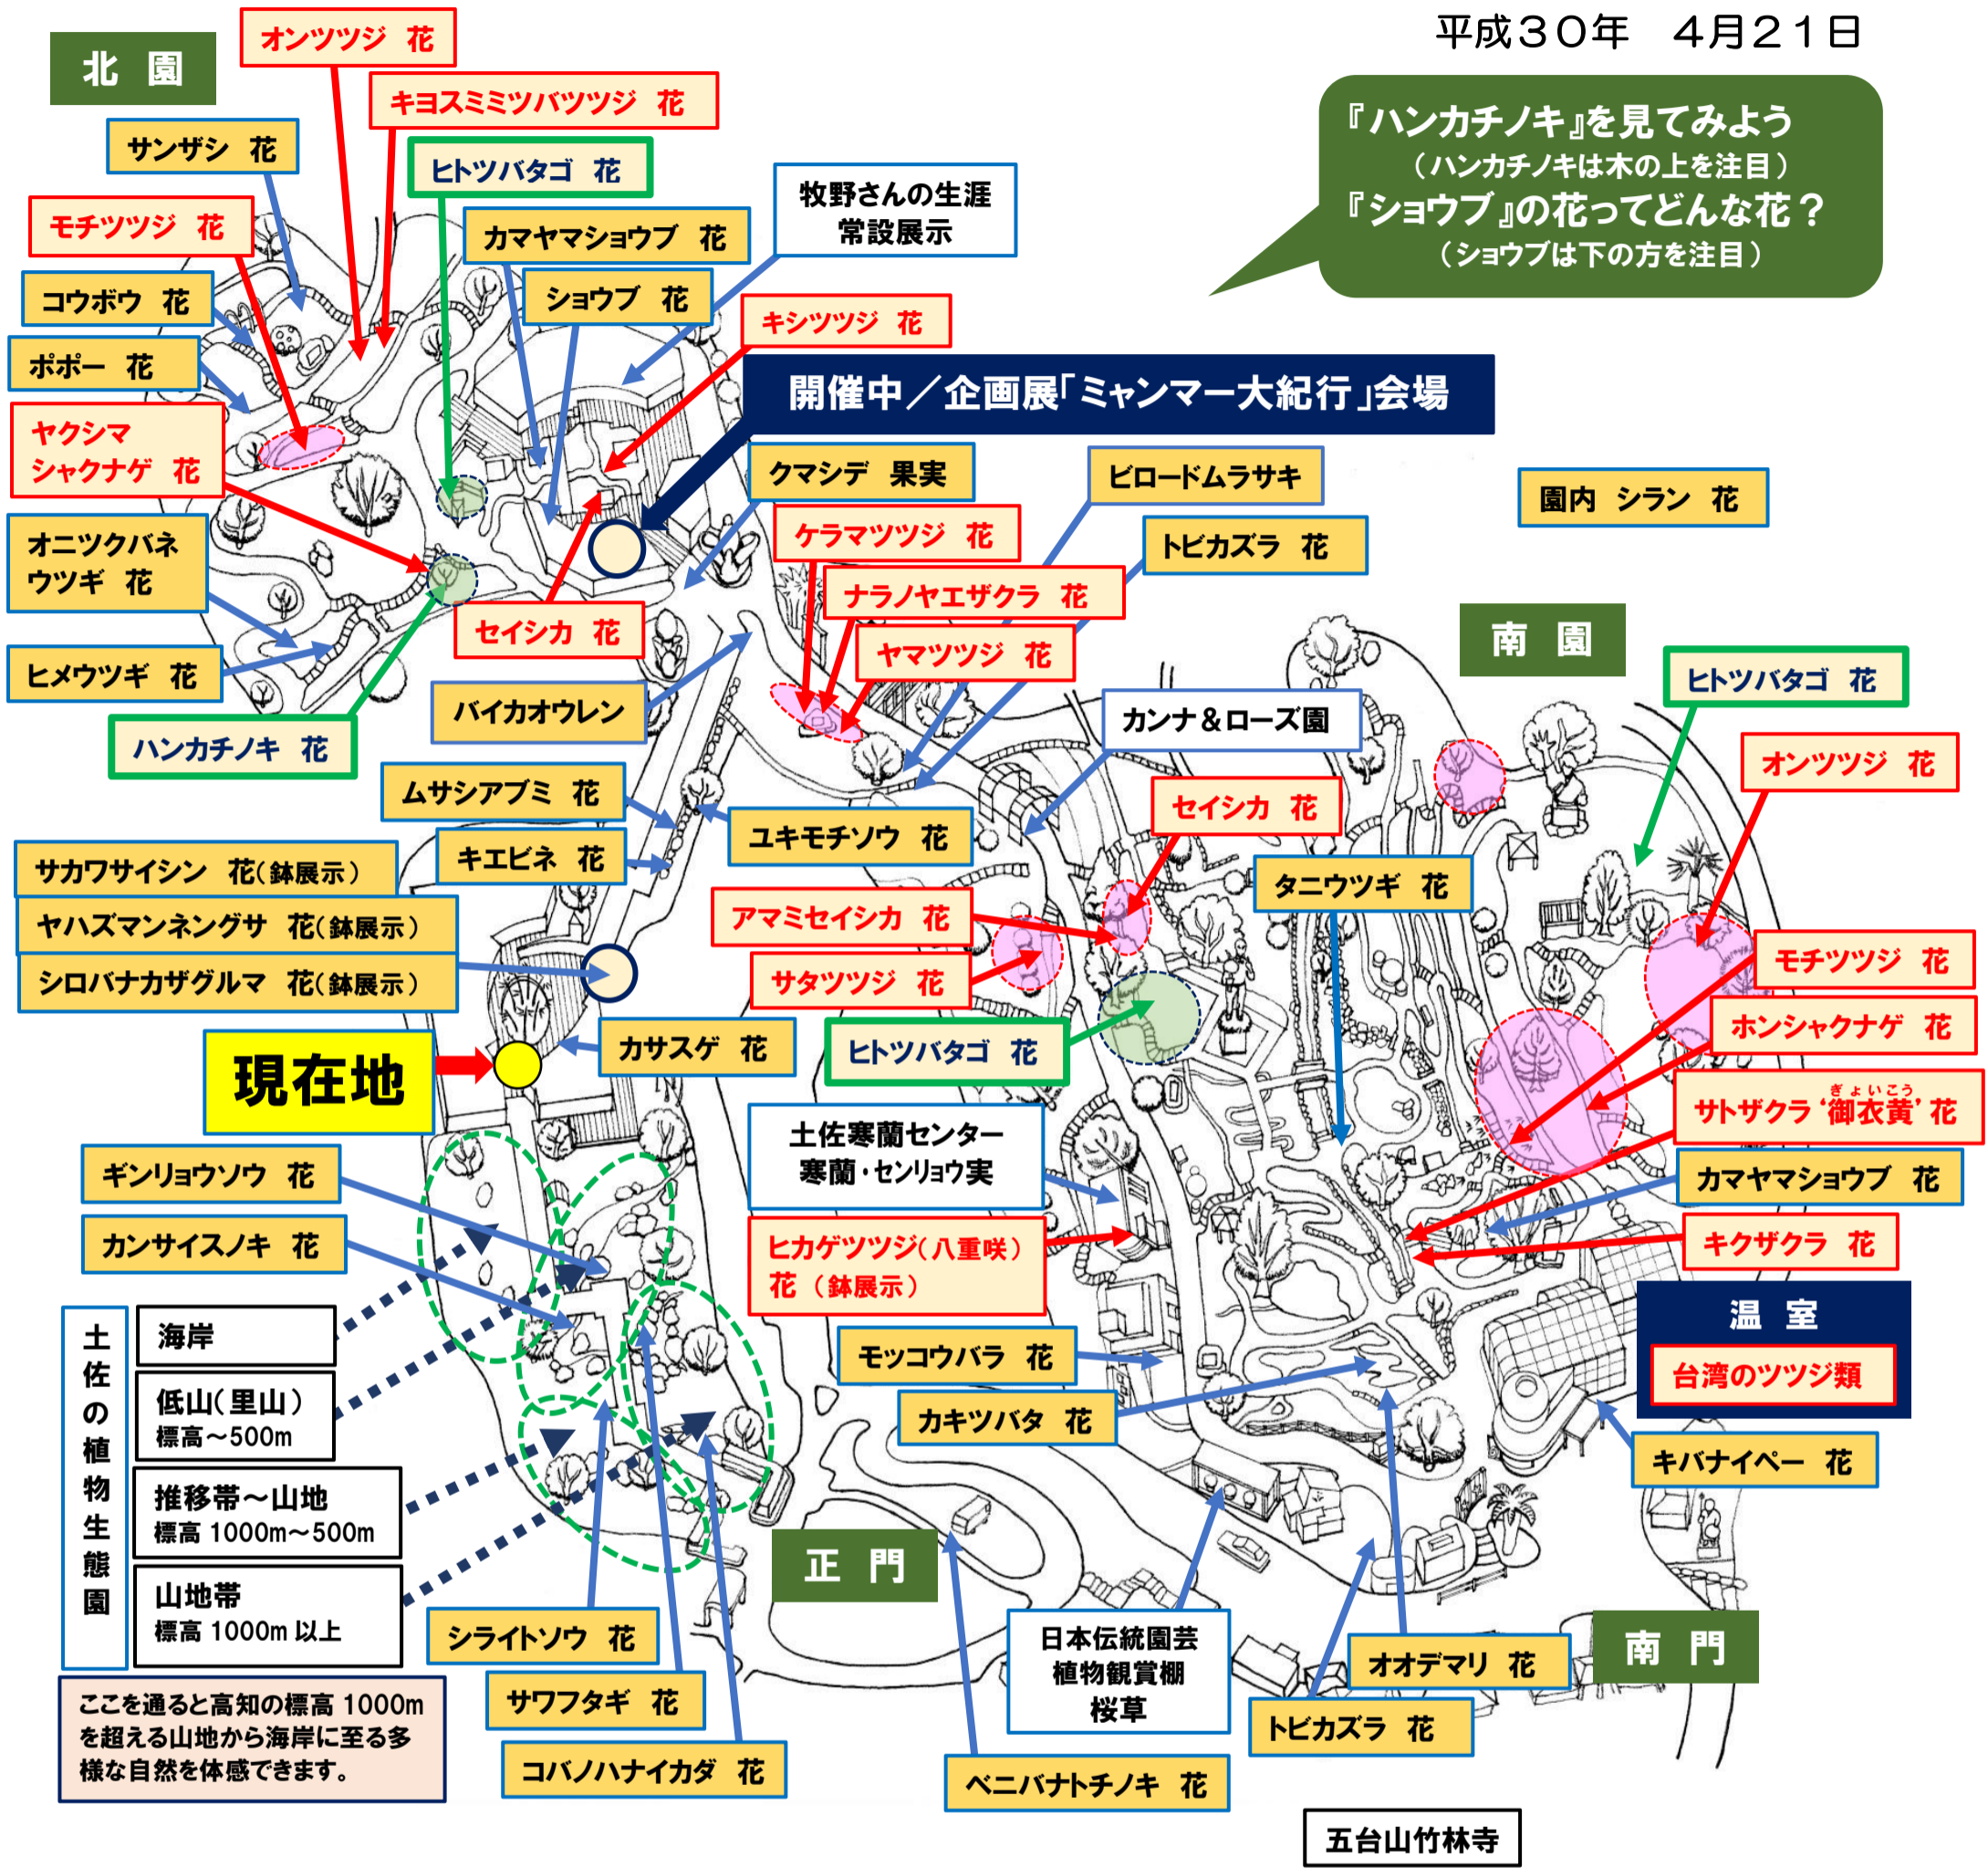 平成３０年　４月２１日
北　園
オンツツジ　花
キヨスミミツバツツジ　花
『ハンカチノキ』を見てみよう
（ハンカチノキは木の上を注目）
『ショウブ』の花ってどんな花？
（ショウブは下の方を注目）
サンザシ　花
ヒトツバタゴ　花
牧野さんの生涯
常設展示
モチツツジ　花
カマヤマショウブ　花
コウボウ　花
ショウブ　花
キシツツジ　花
ポポー　花
開催中／企画展「ミャンマー大紀行」会場
ヤクシマ
シャクナゲ　花
クマシデ　果実
ビロードムラサキ
園内　シラン　花
オニツクバネ
ウツギ　花
ケラマツツジ　花
トビカズラ　花
ナラノヤエザクラ　花
セイシカ　花
ヤマツツジ　花
南　園
ヒメウツギ　花
ヒトツバタゴ　花
バイカオウレン
カンナ＆ローズ園
ハンカチノキ　花
オンツツジ　花
ムサシアブミ　花
セイシカ　花
ユキモチソウ　花
キエビネ　花
サカワサイシン　花（鉢展示）
タニウツギ　花
ヤハズマンネングサ　花（鉢展示）
アマミセイシカ　花
シロバナカザグルマ　花（鉢展示）
サタツツジ　花
モチツツジ　花
ホンシャクナゲ　花
カサスゲ　花
ヒトツバタゴ　花
現在地
ぎょいこう
サトザクラ‘御衣黄’花
土佐寒蘭センター
寒蘭・センリョウ実
ギンリョウソウ　花
カマヤマショウブ　花
カンサイスノキ　花
ヒカゲツツジ（八重咲）
花（鉢展示）
キクザクラ　花
土佐の植物生態園
海岸
温　室
台湾のツツジ類
モッコウバラ　花
低山（里山）
標高～500m
カキツバタ　花
キバナイペー　花
推移帯～山地
標高 1000m～500m
正　門
山地帯
標高 1000m 以上
シライトソウ　花
日本伝統園芸
植物観賞棚
桜草
オオデマリ　花
南　門
サワフタギ　花
トビカズラ　花
ここを通ると高知の標高 1000m
を超える山地から海岸に至る多
様な自然を体感できます。
コバノハナイカダ　花
ベニバナトチノキ　花
五台山竹林寺